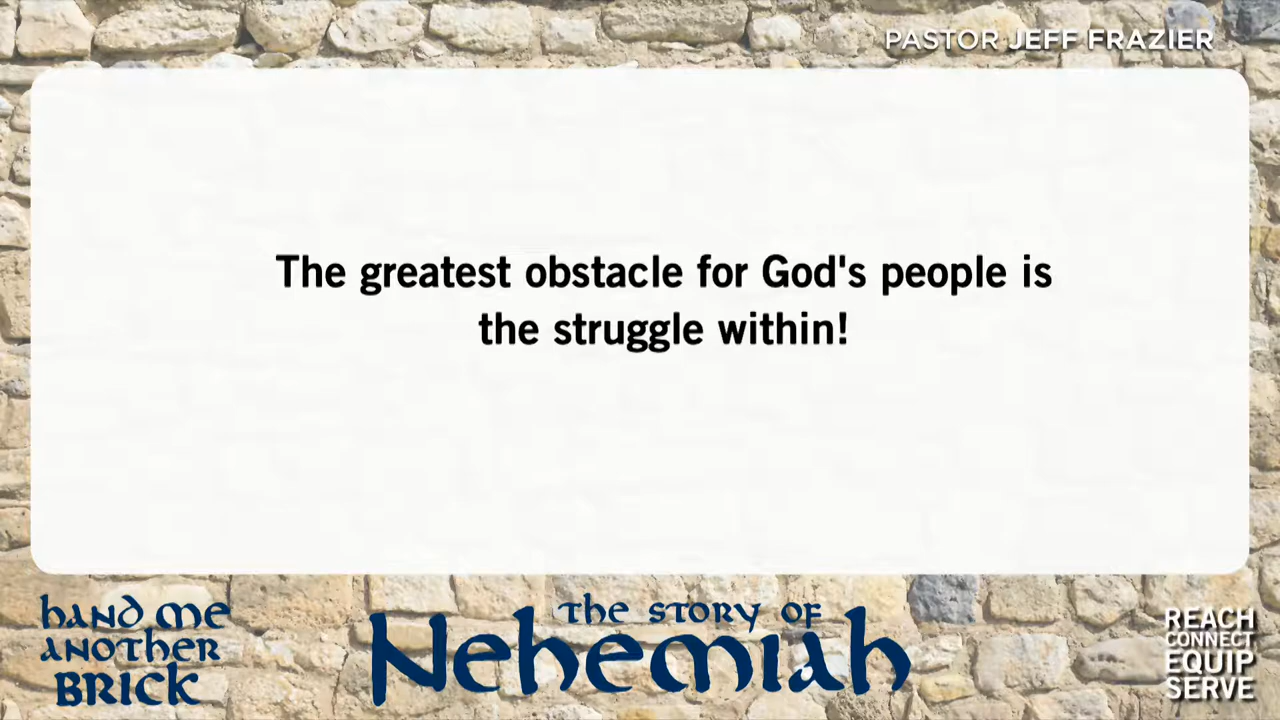 PASTOR JEFF FRAZIER
The greatest obstacle for God's people is
the struggle within!
hAND ME
ANOTHER
BRICK
The STORY OF
Nehemiah
REACH
CONNECT
EQUIP
SERVE